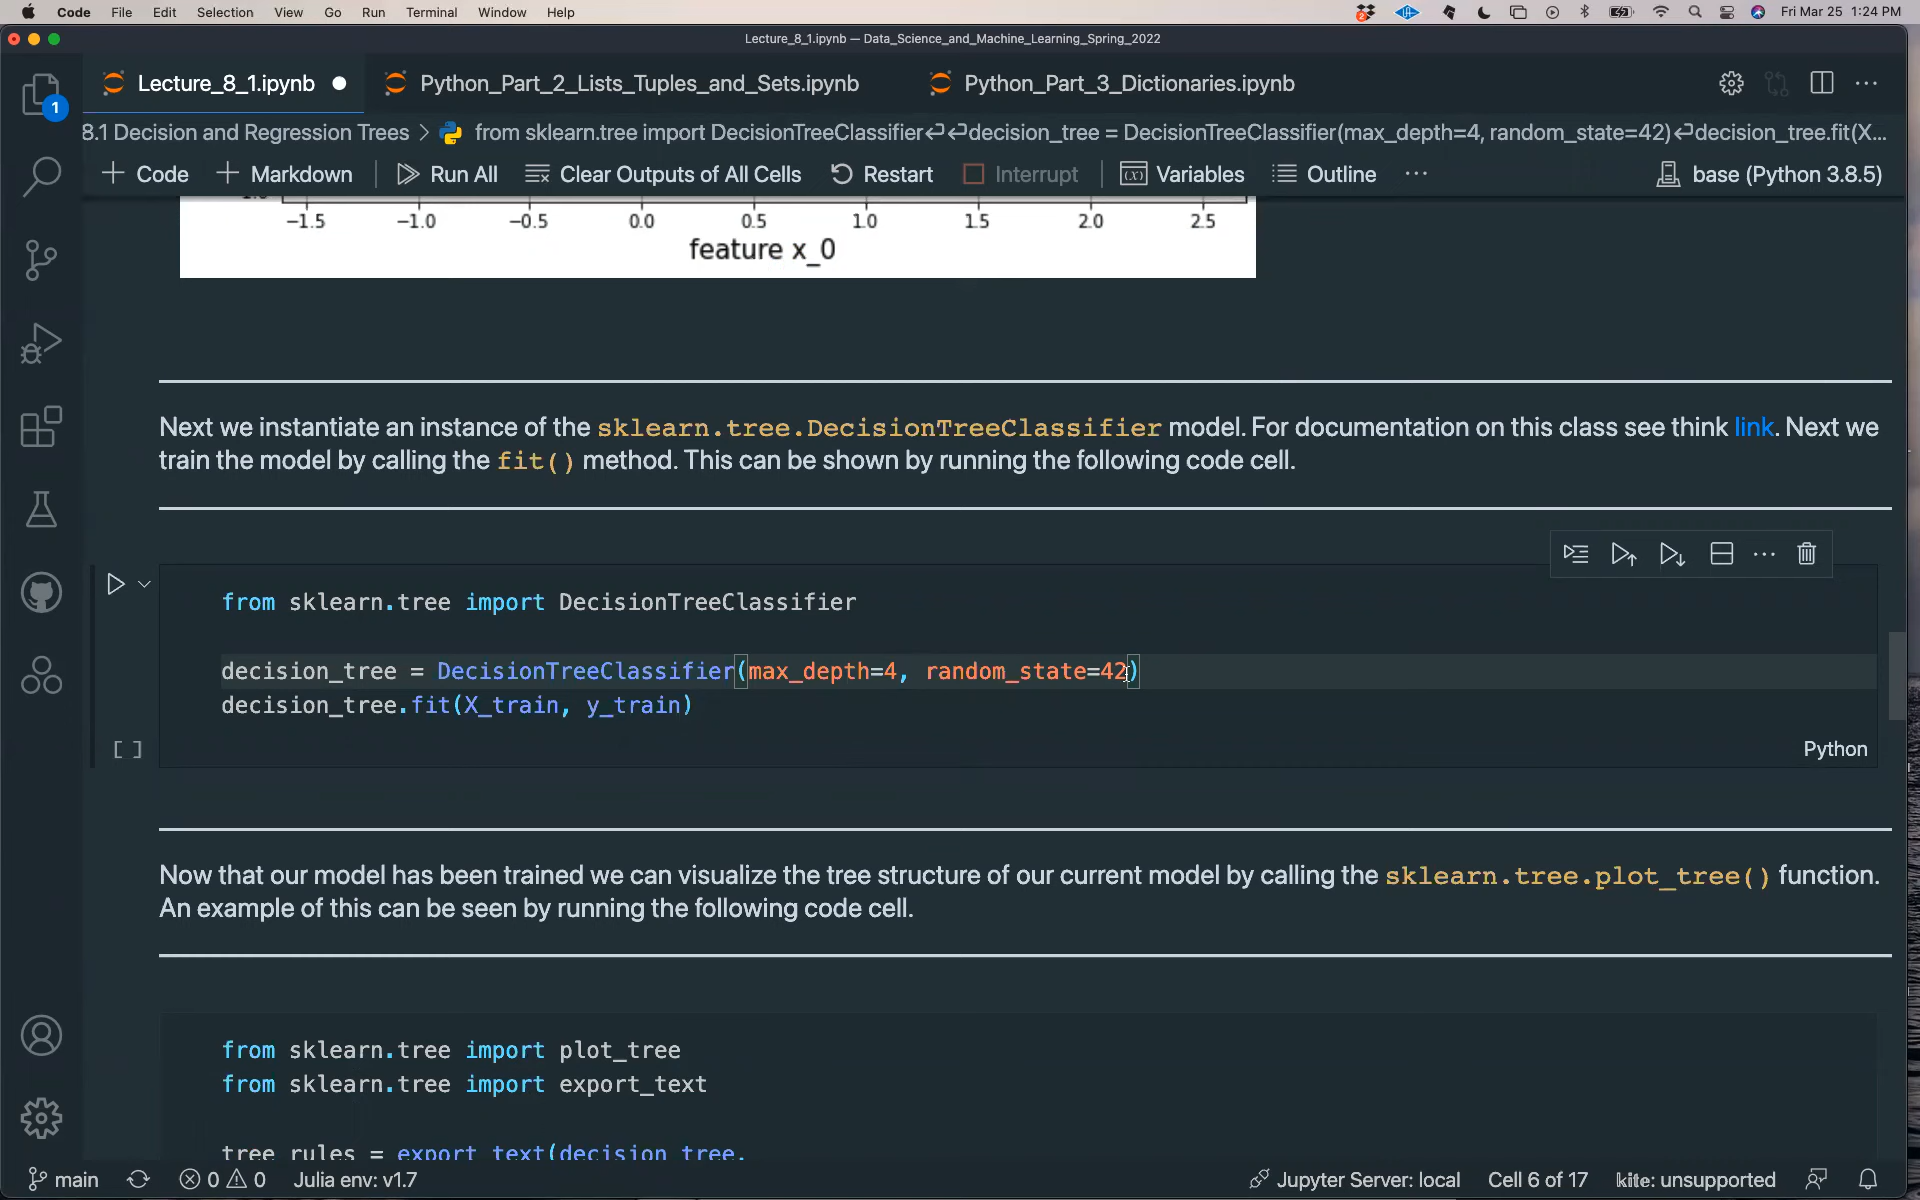 Code File Edit Selection View Go Run Terminal Window Help Fri Mar 25 1:24 PM
Lecture_8_1.ipynb — Data_Science_and_Machine_Learning_Spring_2022
Lecture_8_1.ipynb Python_Part_2_Lists_Tuples_and_Sets.ipynb Python_Part_3_Dictionaries.ipynb
1
8.1 Decision and Regression Trees > from sklearn.tree import DecisionTreeClassifier↵↵decision_tree = DecisionTreeClassifier(max_depth=4, random_state=42)↵decision_tree.fit(X...
+ Code + Markdown Run All Clear Outputs of All Cells Restart Interrupt (x) Variables Outline ··· base (Python 3.8.5)
−1.5 −1.0 −0.5 0.0 0.5 1.0 1.5 2.0 2.5
feature x_0
Next we instantiate an instance of the sklearn.tree.DecisionTreeClassifier model. For documentation on this class see think link. Next we
train the model by calling the fit() method. This can be shown by running the following code cell.
from sklearn.tree import DecisionTreeClassifier
decision_tree = DecisionTreeClassifier(max_depth=4, random_state=42)
decision_tree.fit(X_train, y_train)
[ ] Python
Now that our model has been trained we can visualize the tree structure of our current model by calling the sklearn.tree.plot_tree() function.
An example of this can be seen by running the following code cell.
from sklearn.tree import plot_tree
from sklearn.tree import export_text
tree_rules = export_text(decision_tree,
main 0 0 Julia env: v1.7 Jupyter Server: local Cell 6 of 17 kite: unsupported